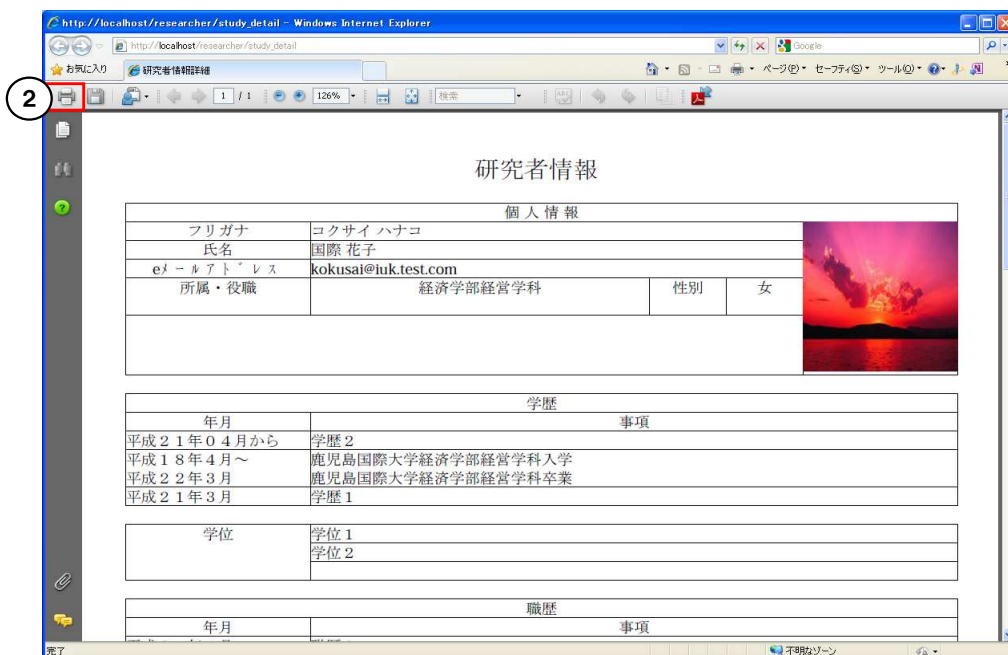 http://localhost/researcher/study_detail - Windows Internet Explorer
http://localhost/researcher/study_detail
Google
お気に入り
研究者情報詳細
ページ(P)
セーフティ(S)
ツール(O)
2
1 / 1
126%
検索
研究者情報
個人情報
フリガナ コクサイ ハナコ
氏名 国際 花子
eﾒｰﾙｱﾄﾞﾚｽ kokusai@iuk.test.com
所属・役職 経済学部経営学科 性別 女
学歴
年月 事項
平成21年04月から 学歴2
平成18年4月～ 鹿児島国際大学経済学部経営学科入学
平成22年3月 鹿児島国際大学経済学部経営学科卒業
平成21年3月 学歴1
学位 学位1
学位2
職歴
年月 事項
完了
不明なゾーン